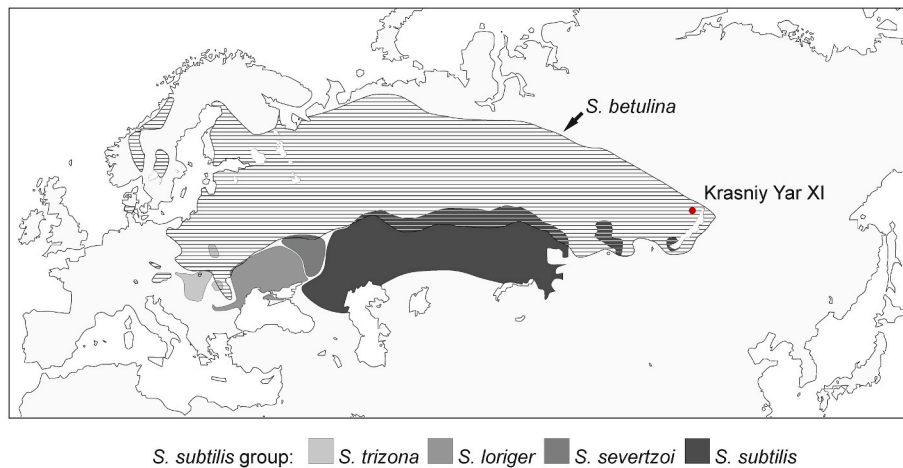 S. betulina
Krasniy Yar XI
S. subtilis group: S. trizona S. loriger S. severtzoi S. subtilis